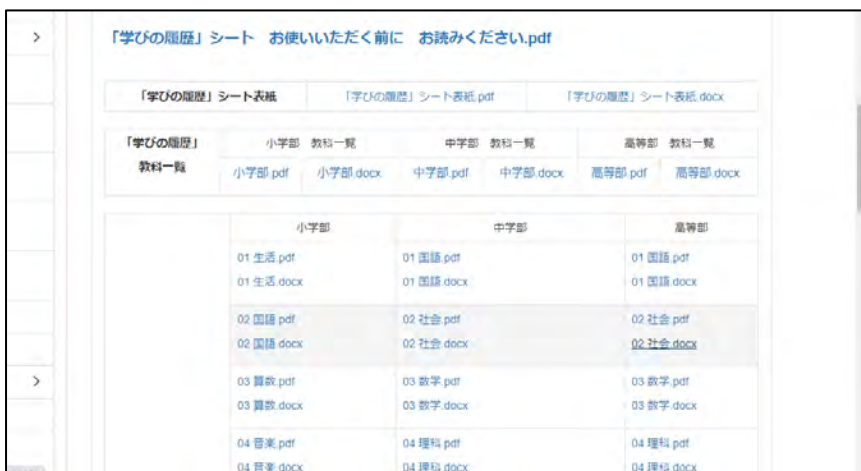 「学びの履歴」シート　お使いいただく前に　お読みください.pdf
「学びの履歴」シート表紙　「学びの履歴」シート表紙.pdf　「学びの履歴」シート表紙.docx
「学びの履歴」　小学部　教科一覧　中学部　教科一覧　高等部　教科一覧
教科一覧　小学部.pdf　小学部.docx　中学部.pdf　中学部.docx　高等部.pdf　高等部.docx
小学部　中学部　高等部
01 生活.pdf　01 国語.pdf　01 国語.pdf
01 生活.docx　01 国語.docx　01 国語.docx
02 国語.pdf　02 社会.pdf　02 社会.pdf
02 国語.docx　02 社会.docx　02 社会.docx
03 算数.pdf　03 数学.pdf　03 数学.pdf
03 算数.docx　03 数学.docx　03 数学.docx
04 音楽.pdf　04 理科.pdf　04 理科.pdf
04 音楽.docx　04 理科.docx　04 理科.docx